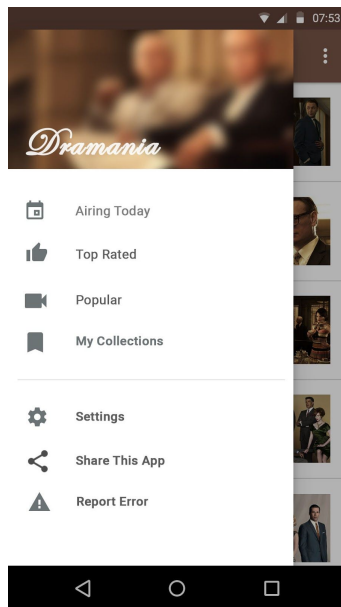 07:53
Dramania
Airing Today
Top Rated
Popular
My Collections
Settings
Share This App
Report Error